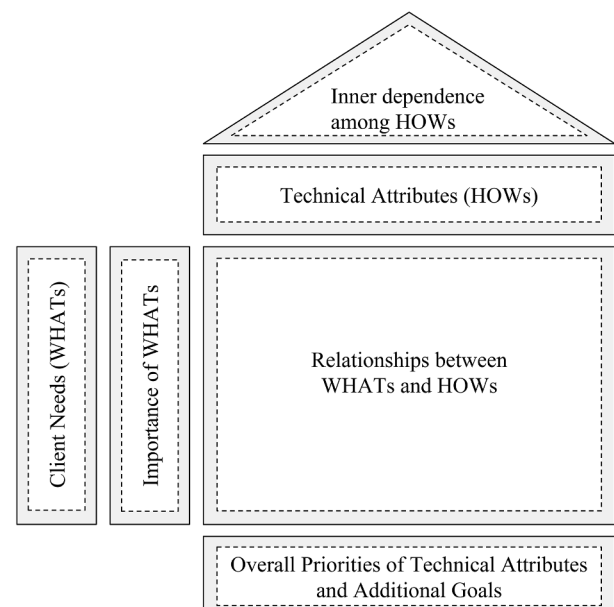 Inner dependence
among HOWs
Technical Attributes (HOWs)
Client Needs (WHATs)
Importance of WHATs
Relationships between
WHATs and HOWs
Overall Priorities of Technical Attributes
and Additional Goals